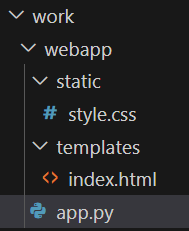 work
webapp
static
# style.css
templates
<> index.html
app.py